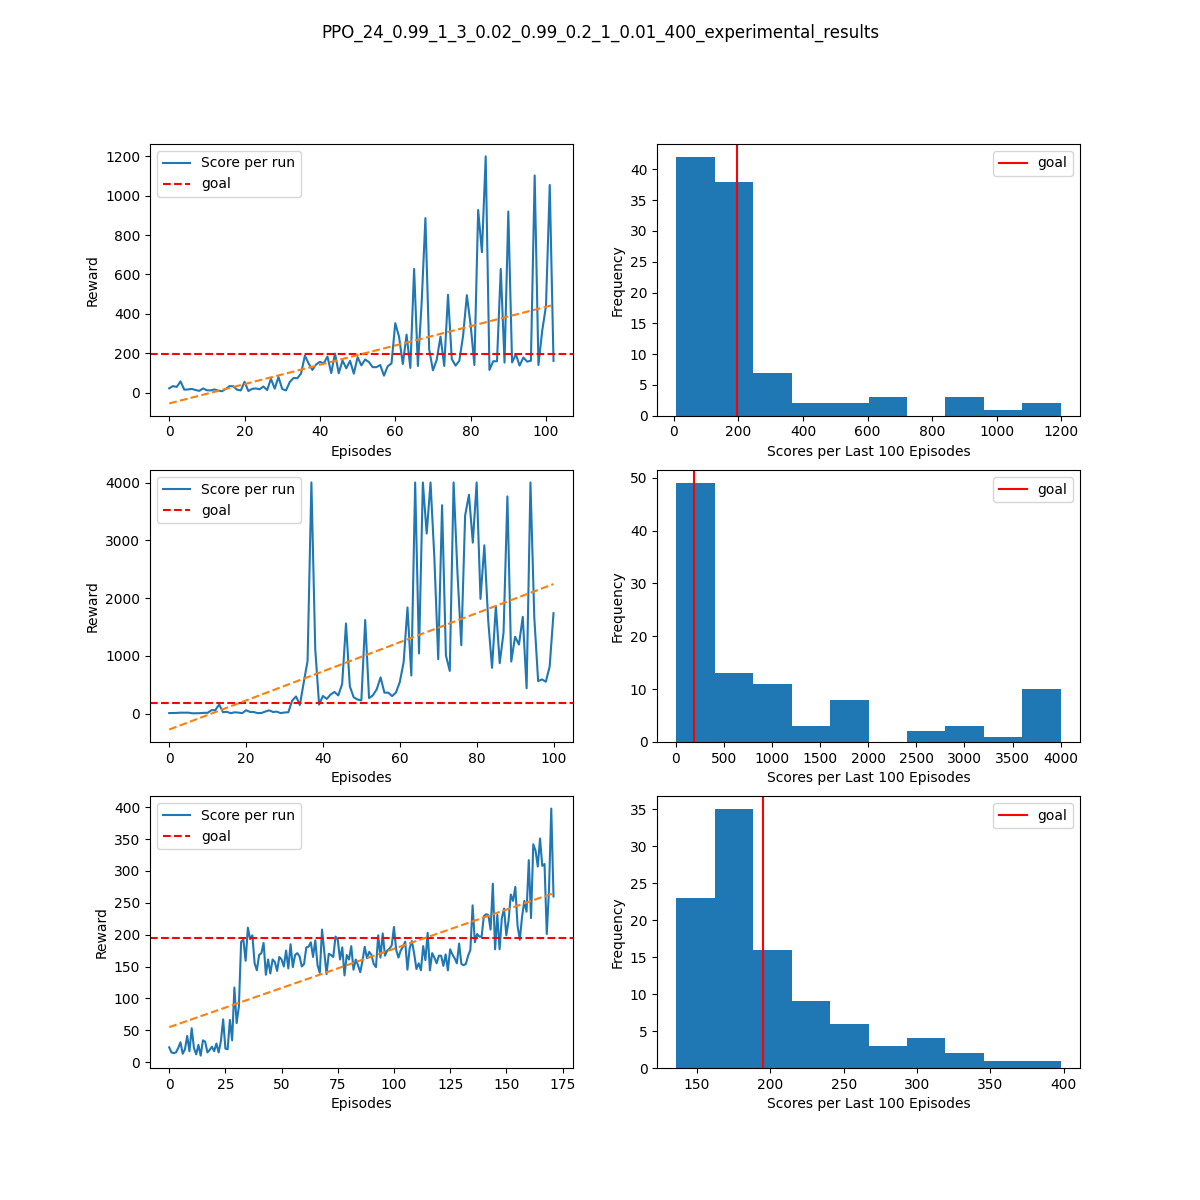 PPO_24_0.99_1_3_0.02_0.99_0.2_1_0.01_400_experimental_results
Score per run
goal
Reward
1200
1000
800
600
400
200
0
0 20 40 60 80 100
Episodes
goal
Frequency
40
35
30
25
20
15
10
5
0
0 200 400 600 800 1000 1200
Scores per Last 100 Episodes
Score per run
goal
Reward
4000
3000
2000
1000
0
0 20 40 60 80 100
Episodes
goal
Frequency
50
40
30
20
10
0
0 500 1000 1500 2000 2500 3000 3500 4000
Scores per Last 100 Episodes
Score per run
goal
Reward
400
350
300
250
200
150
100
50
0
0 25 50 75 100 125 150 175
Episodes
goal
Frequency
35
30
25
20
15
10
5
0
150 200 250 300 350 400
Scores per Last 100 Episodes